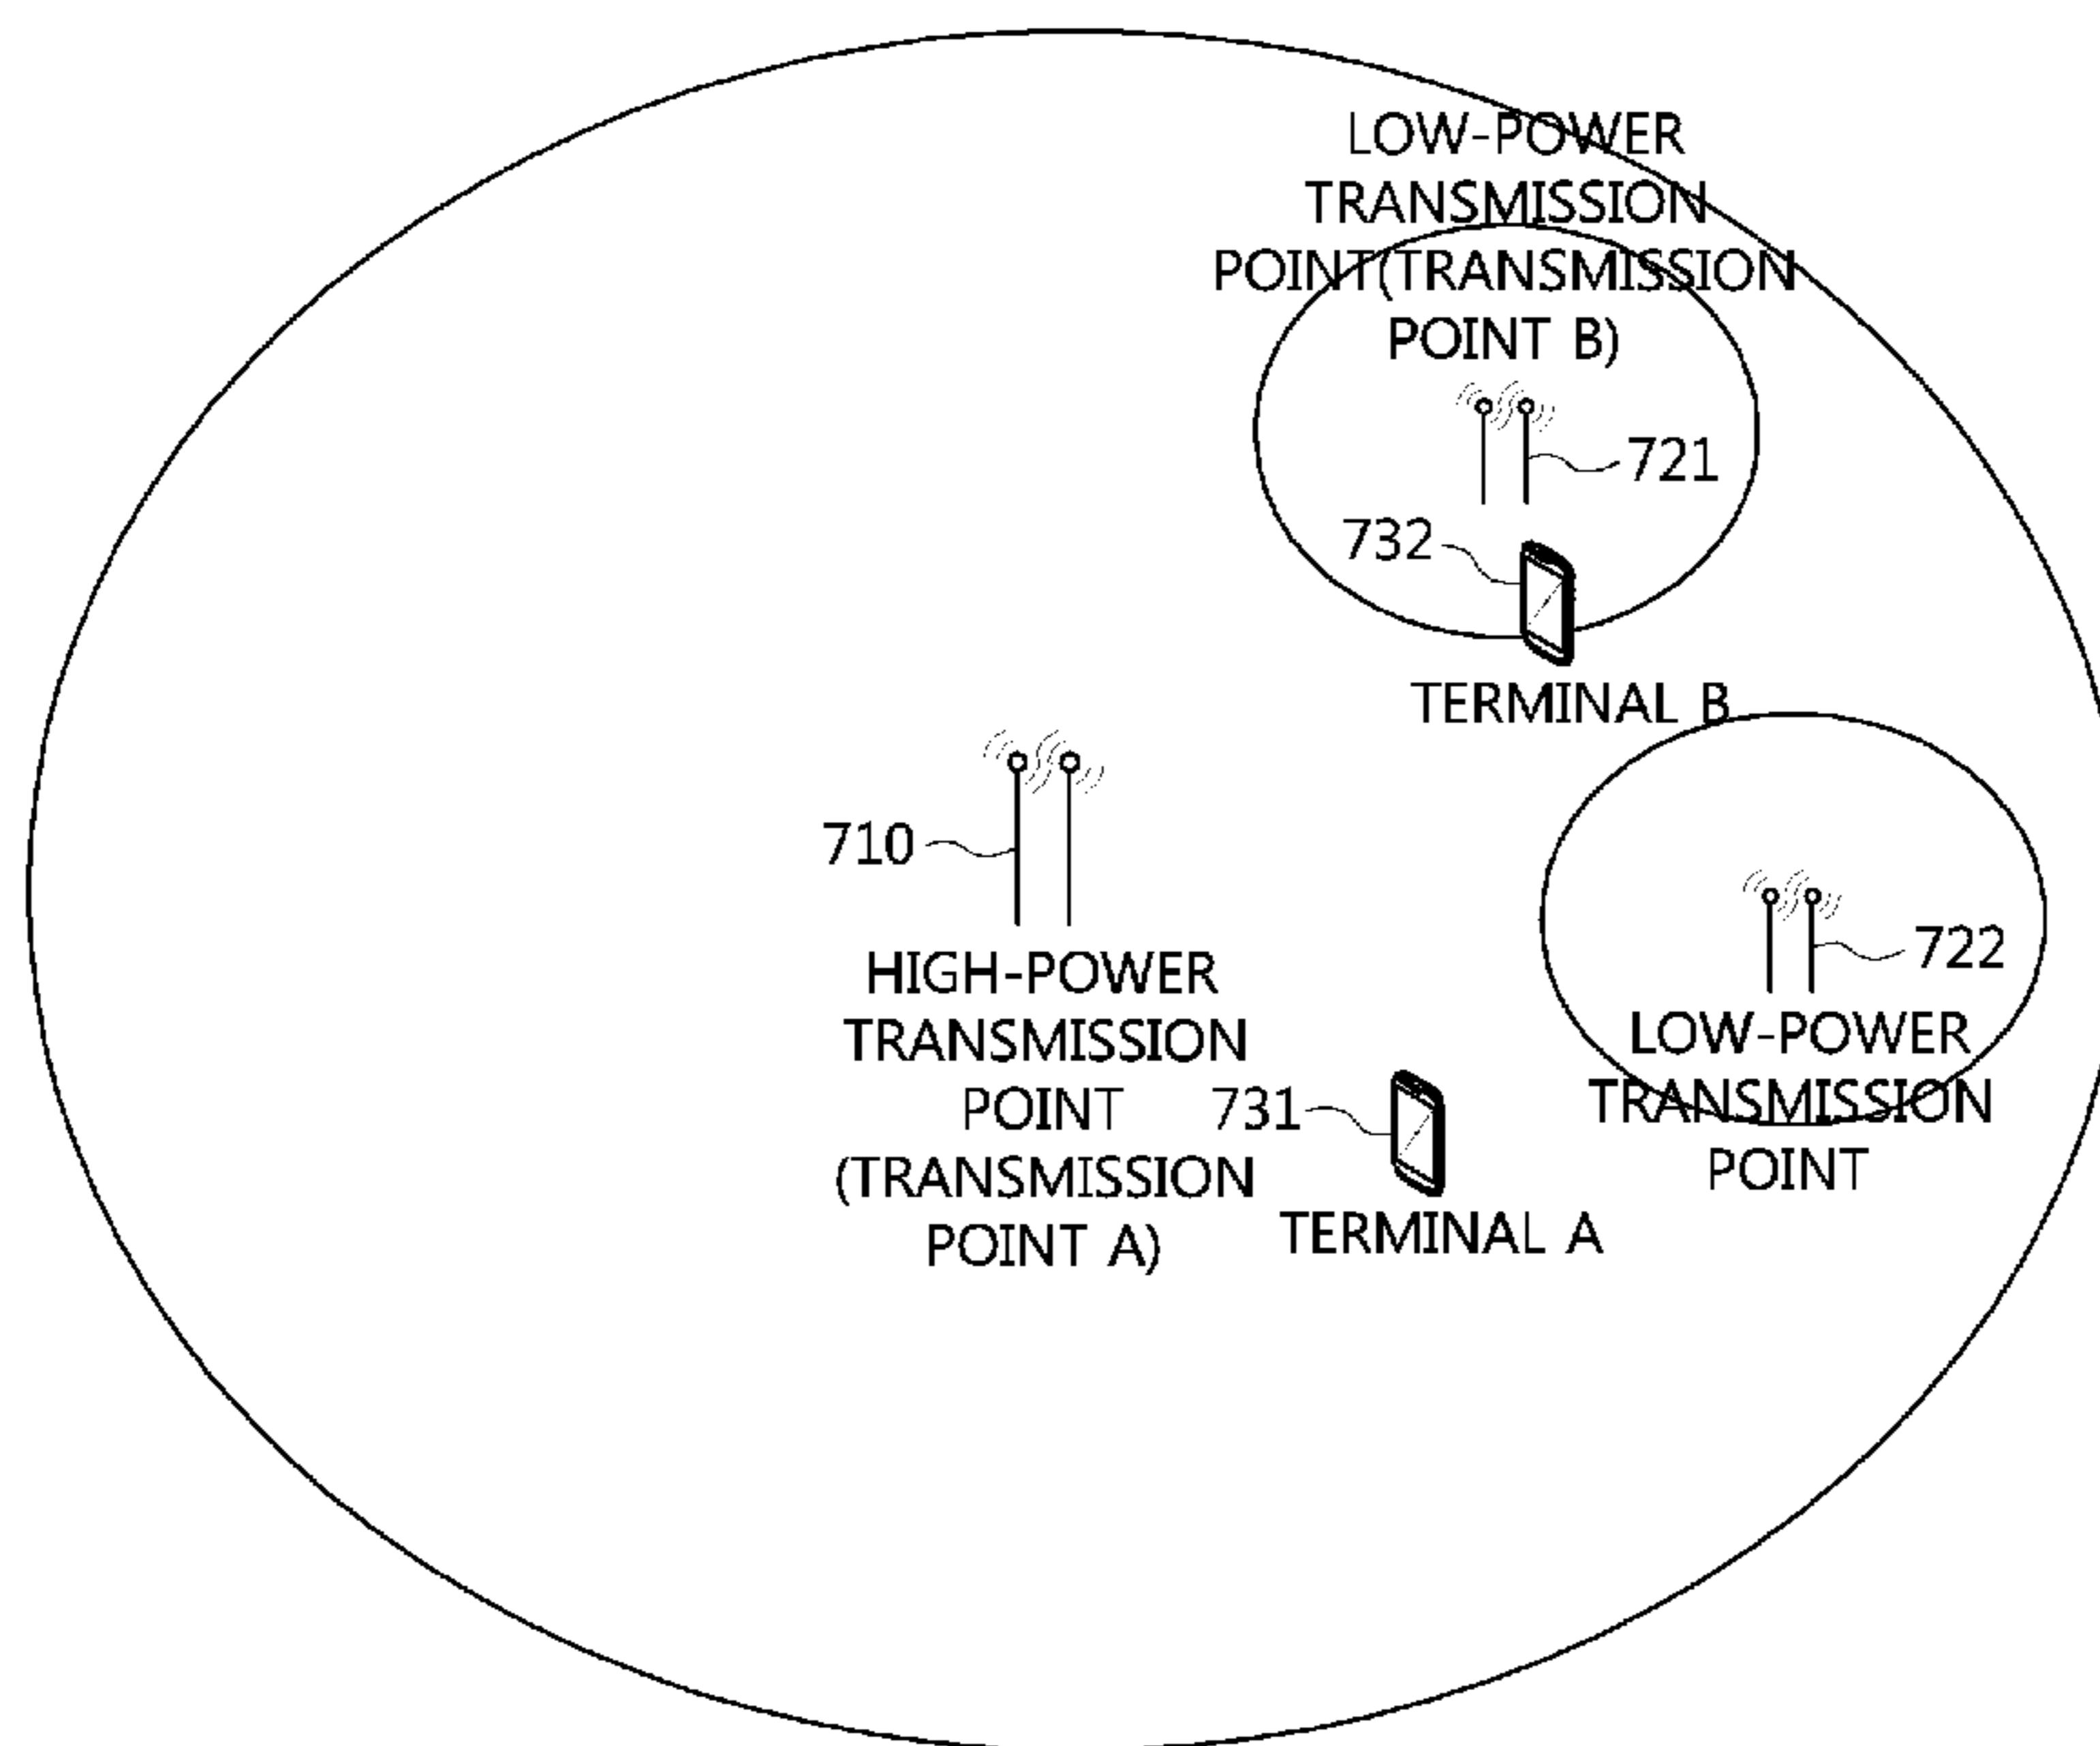 LOW-POWER
TRANSMISSION
POINT(TRANSMISSION
POINT B)
721
732
TERMINAL B
710
HIGH-POWER
TRANSMISSION
POINT
(TRANSMISSION
POINT A)
731
TERMINAL A
722
LOW-POWER
TRANSMISSION
POINT